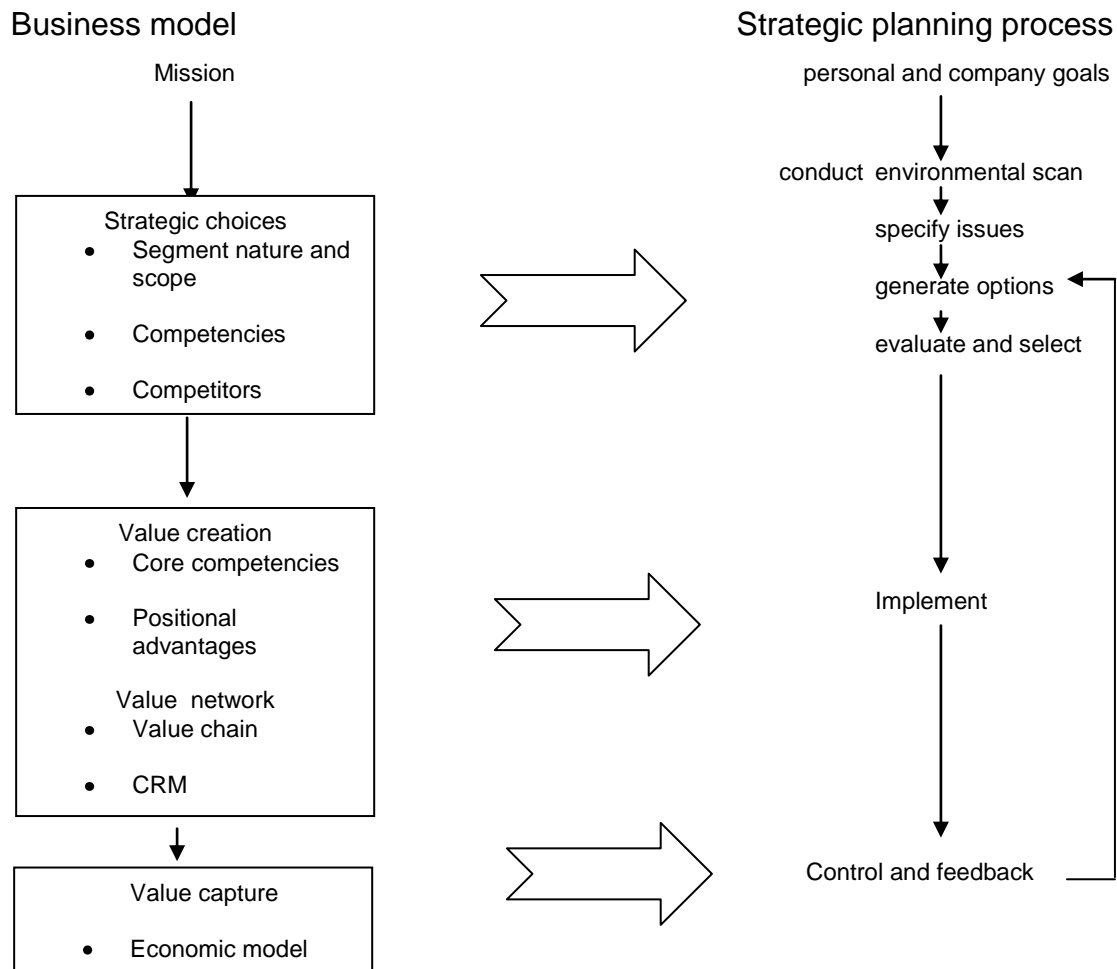 Business model
Mission
Strategic choices
• Segment nature and
scope
• Competencies
• Competitors
Value creation
• Core competencies
• Positional
advantages
Value network
• Value chain
• CRM
Value capture
• Economic model
Strategic planning process
personal and company goals
conduct environmental scan
specify issues
generate options
evaluate and select
Implement
Control and feedback